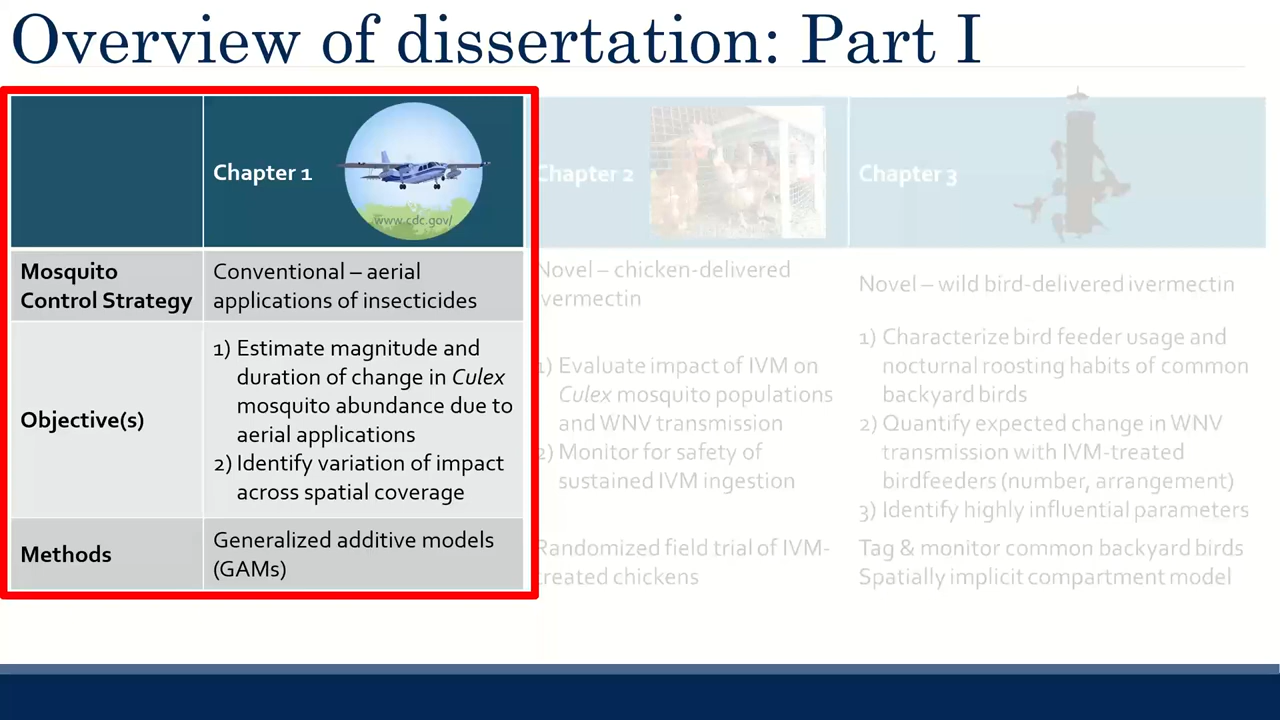 Overview of dissertation: Part I
Chapter 1
www.cdc.gov/
Chapter 2
Chapter 3
Mosquito
Control Strategy
Conventional – aerial
applications of insecticides
Novel – chicken-delivered
ivermectin
Novel – wild bird-delivered ivermectin
Objective(s)
1) Estimate magnitude and
duration of change in Culex
mosquito abundance due to
aerial applications
2) Identify variation of impact
across spatial coverage
1) Evaluate impact of IVM on
Culex mosquito populations
and WNV transmission
2) Monitor for safety of
sustained IVM ingestion
1) Characterize bird feeder usage and
nocturnal roosting habits of common
backyard birds
2) Quantify expected change in WNV
transmission with IVM-treated
birdfeeders (number, arrangement)
3) Identify highly influential parameters
Methods
Generalized additive models
(GAMs)
Randomized field trial of IVM-
treated chickens
Tag & monitor common backyard birds
Spatially implicit compartment model